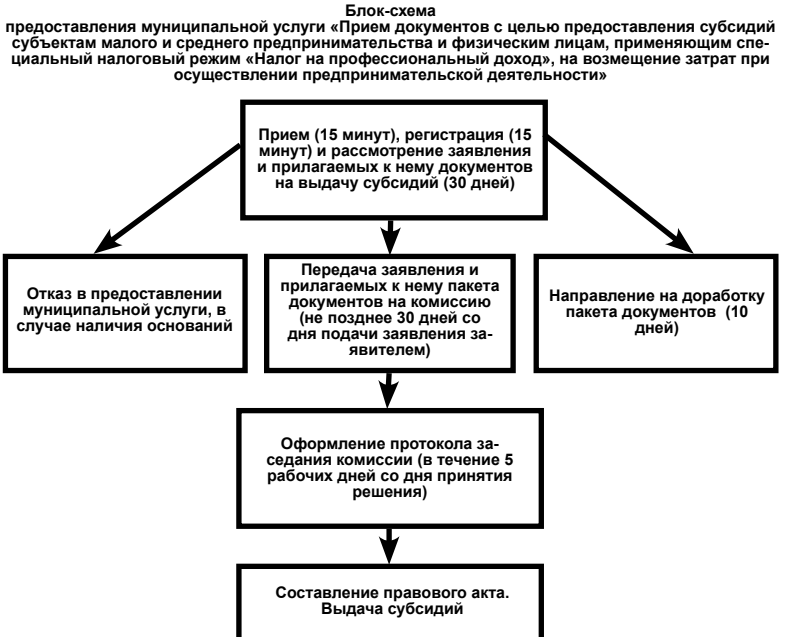 Блок-схема
предоставления муниципальной услуги «Прием документов с целью предоставления субсидий
субъектам малого и среднего предпринимательства и физическим лицам, применяющим спе-
циальный налоговый режим «Налог на профессиональный доход», на возмещение затрат при
осуществлении предпринимательской деятельности»
Прием (15 минут), регистрация (15
минут) и рассмотрение заявления
и прилагаемых к нему документов
на выдачу субсидий (30 дней)
Отказ в предоставлении
муниципальной услуги, в
случае наличия оснований
Передача заявления и
прилагаемых к нему пакета
документов на комиссию
(не позднее 30 дней со
дня подачи заявления за-
явителем)
Направление на доработку
пакета документов (10
дней)
Оформление протокола за-
седания комиссии (в течение 5
рабочих дней со дня принятия
решения)
Составление правового акта.
Выдача субсидий